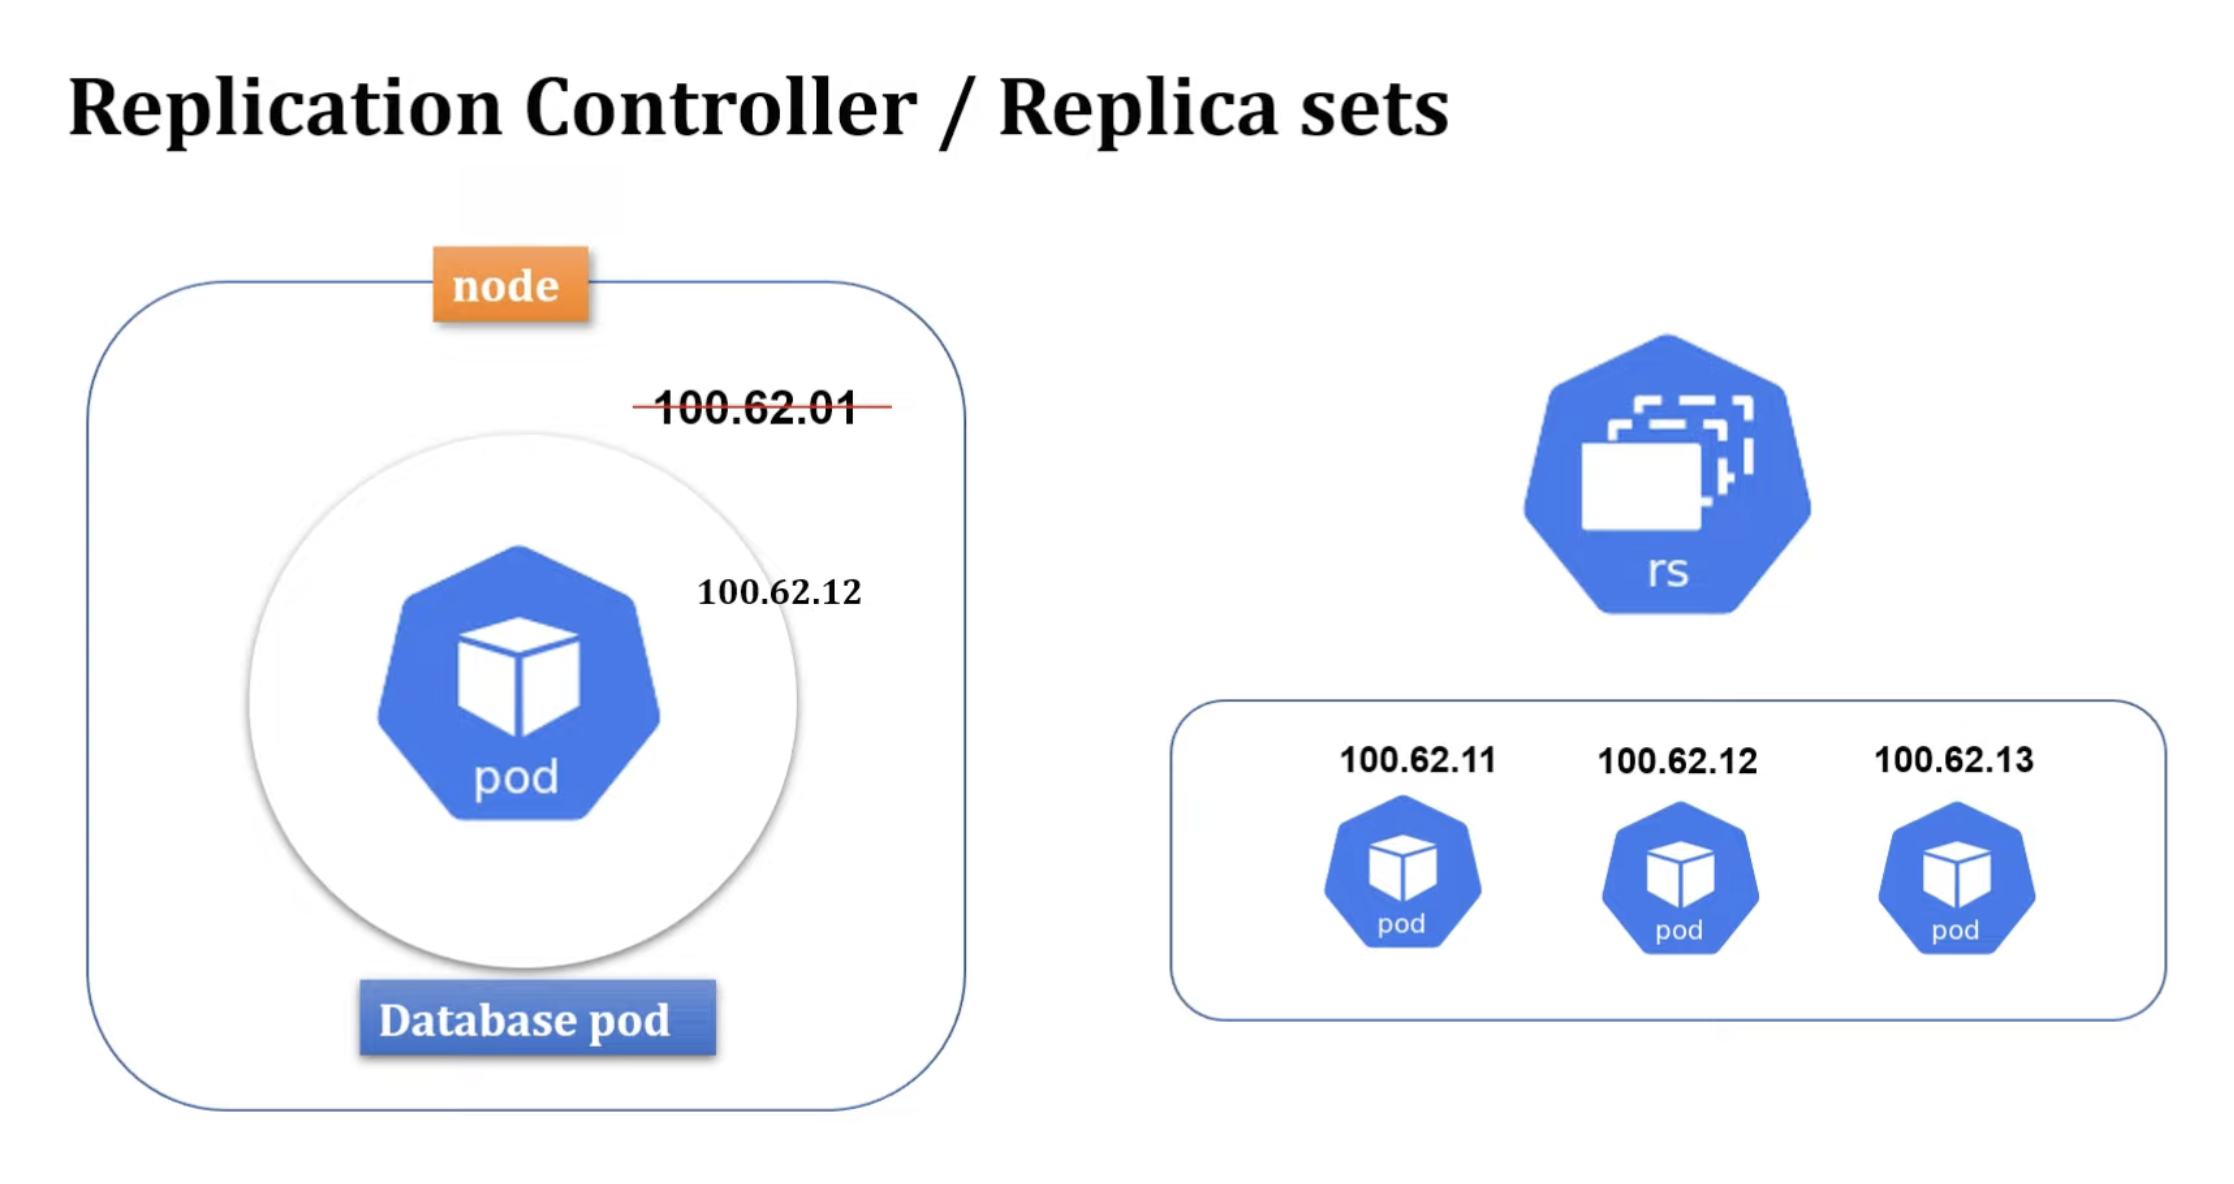 Replication Controller / Replica sets
node
100.62.01
100.62.12
pod
Database pod
rs
100.62.11 100.62.12 100.62.13
pod pod pod